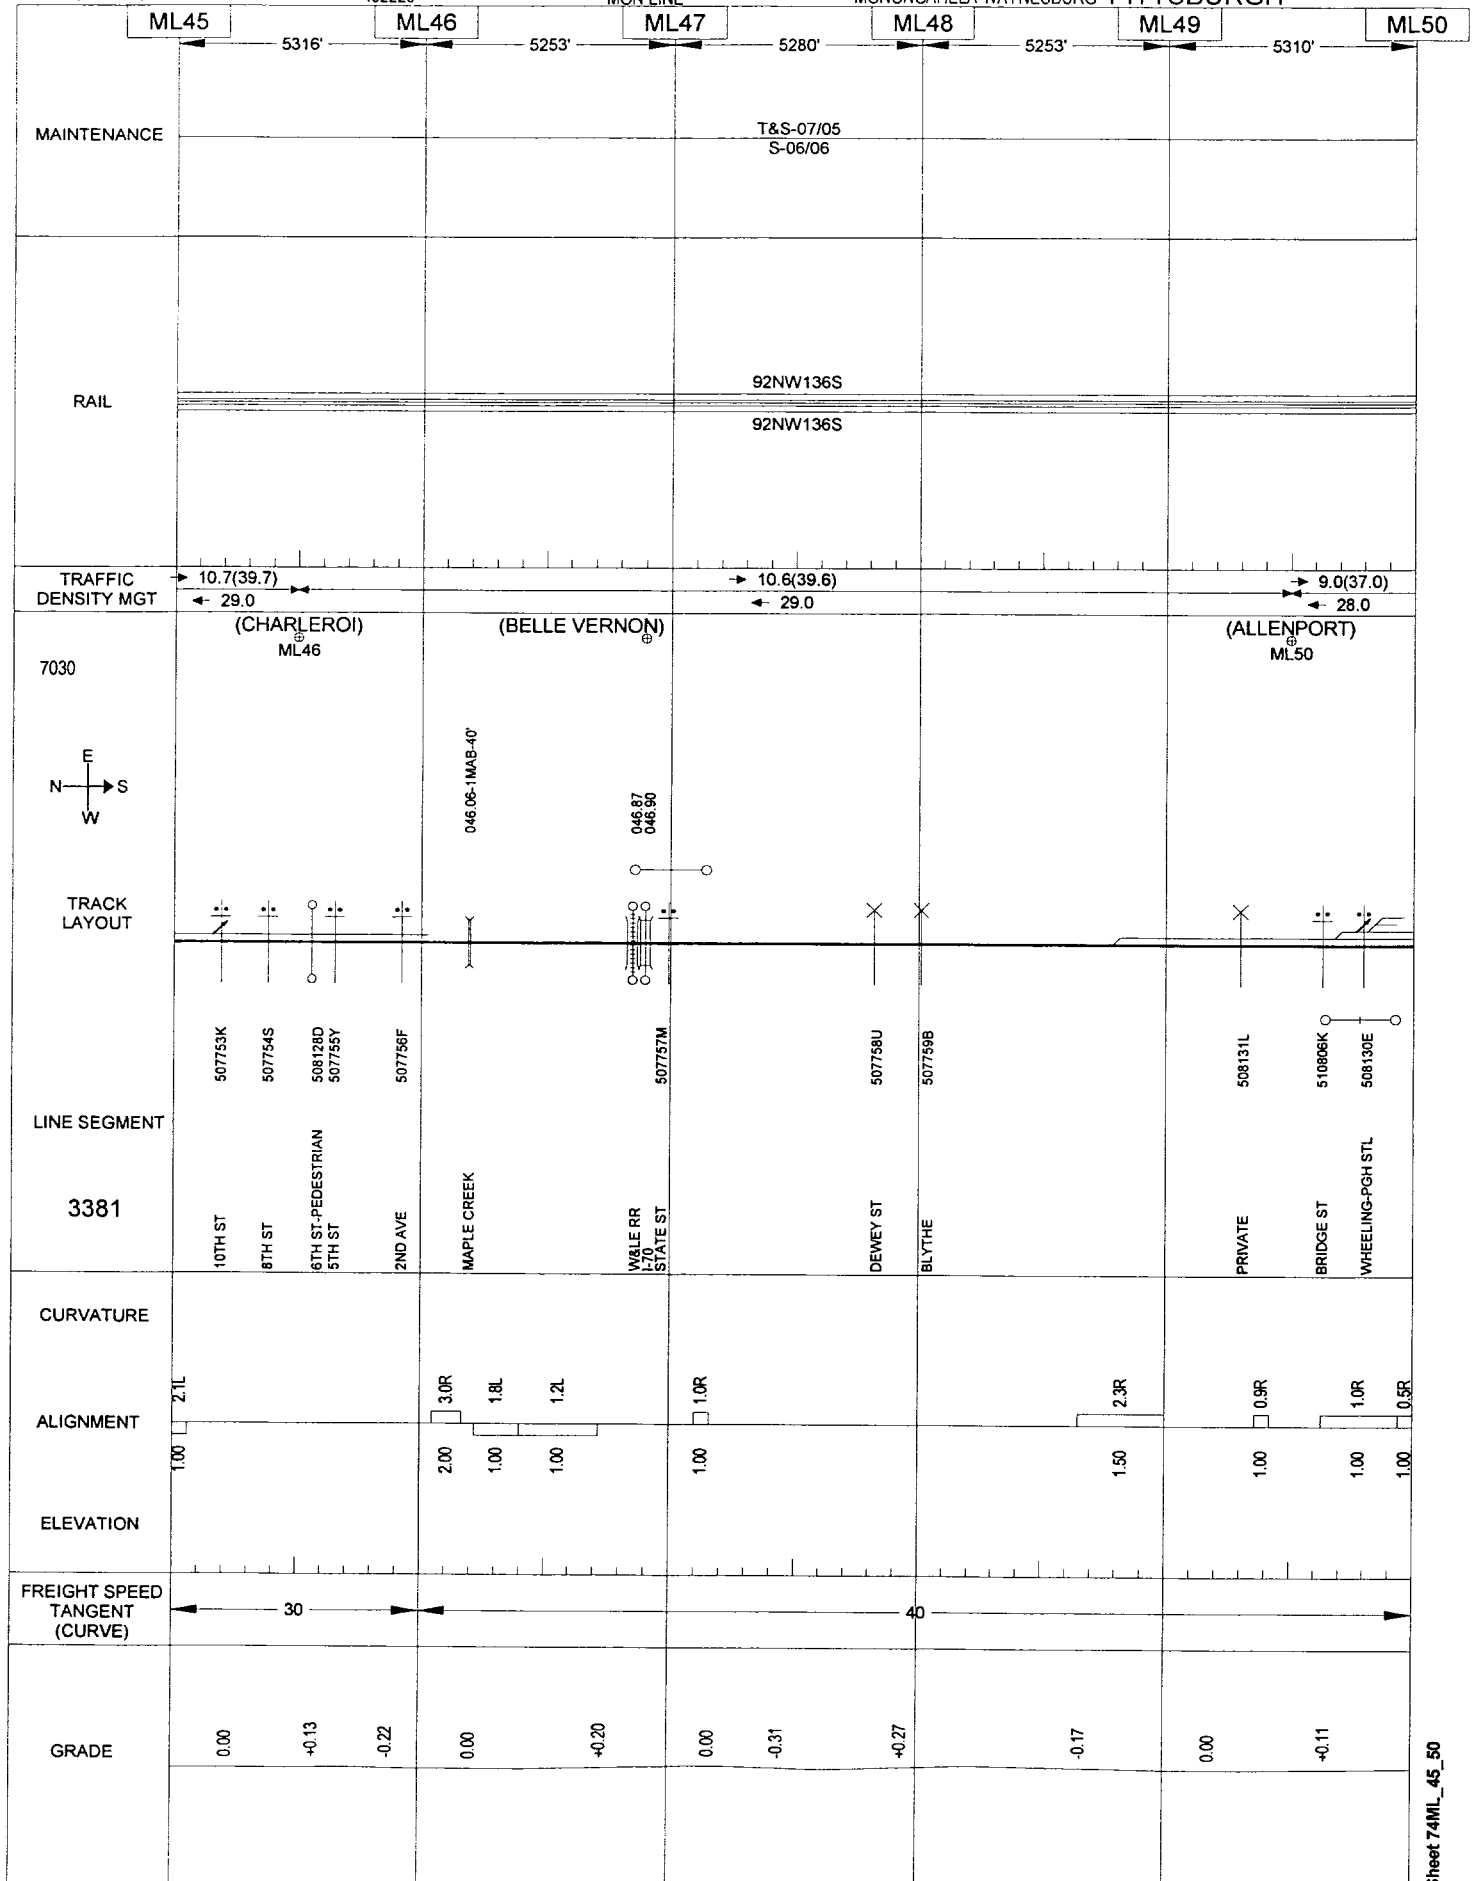 MON LINE
PITTSBURGH
ML45 ML46 ML47 ML48 ML49 ML50
5316' 5253' 5280' 5253' 5310'
MAINTENANCE
T&S-07/05
S-06/06
RAIL
92NW136S
92NW136S
TRAFFIC
DENSITY MGT
10.7(39.7) 10.6(39.6) 9.0(37.0)
29.0 29.0 28.0
(CHARLEROI) (BELLE VERNON) (ALLENPORT)
ML46 ML50
7030
E
N S
W
046.06-1MAB-40'
046.87
046.90
TRACK
LAYOUT
507753K
507754S
508128D
507755Y
507756F
507757M
507758U
507759B
508131L
510806K
508130E
LINE SEGMENT
3381
10TH ST
8TH ST
6TH ST-PEDESTRIAN
5TH ST
2ND AVE
MAPLE CREEK
W&LE RR
I-70
STATE ST
DEWEY ST
BLYTHE
PRIVATE
BRIDGE ST
WHEELING-PGH STL
CURVATURE
2.1L 3.0R 1.8L 1.2L 1.0R 2.3R 0.9R 1.0R 0.5R
ALIGNMENT
1.00 2.00 1.00 1.00 1.00 1.50 1.00 1.00 1.00
ELEVATION
FREIGHT SPEED
TANGENT
(CURVE)
30 40
GRADE
0.00 +0.13 -0.22 0.00 +0.20 0.00 -0.31 +0.27 -0.17 0.00 +0.11
Sheet 74ML_45_50